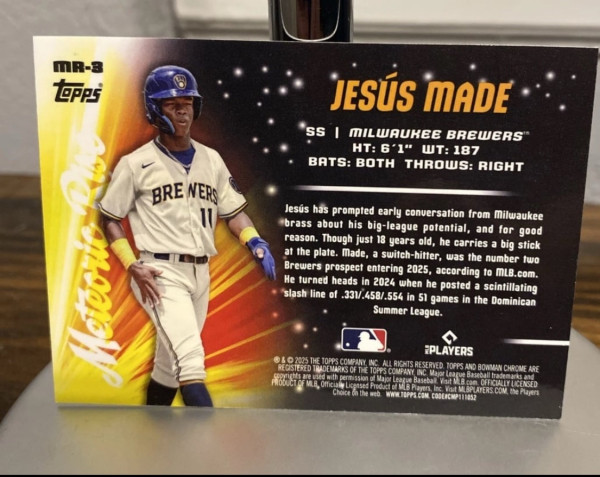 MR-3
Topps
Meteoric Rise
BREWERS
11
JESÚS MADE
SS | MILWAUKEE BREWERS™
HT: 6'1" WT: 187
BATS: BOTH THROWS: RIGHT
Jesús has prompted early conversation from Milwaukee
brass about his big-league potential, and for good
reason. Though just 18 years old, he carries a big stick
at the plate. Made, a switch-hitter, was the number two
Brewers prospect entering 2025, according to MLB.com.
He turned heads in 2024 when he posted a scintillating
slash line of .331/.458/.554 in 51 games in the Dominican
Summer League.
PLAYERS
® & © 2025 THE TOPPS COMPANY, INC. ALL RIGHTS RESERVED. TOPPS AND BOWMAN CHROME ARE
REGISTERED TRADEMARKS OF THE TOPPS COMPANY, INC. Major League Baseball trademarks and
copyrights are used with permission of Major League Baseball. Visit MLB.com. OFFICIALLY LICENSED
PRODUCT OF MLB Players, Inc. Officially Licensed Product of MLB Players, Inc. Visit MLBPLAYERS.com, the Players
Choice on the web. WWW.TOPPS.COM. CODE#CMP111052